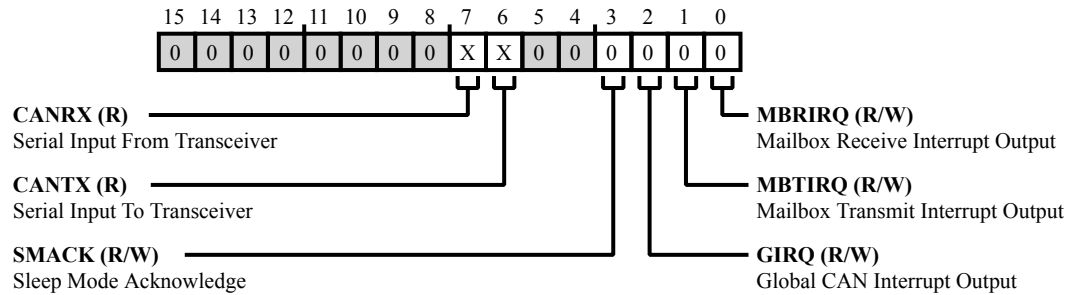 15 14 13 12 11 10 9 8 7 6 5 4 3 2 1 0
0 0 0 0 0 0 0 0 X X 0 0 0 0 0 0
CANRX (R)
Serial Input From Transceiver
CANTX (R)
Serial Input To Transceiver
SMACK (R/W)
Sleep Mode Acknowledge
MBRIRQ (R/W)
Mailbox Receive Interrupt Output
MBTIRQ (R/W)
Mailbox Transmit Interrupt Output
GIRQ (R/W)
Global CAN Interrupt Output